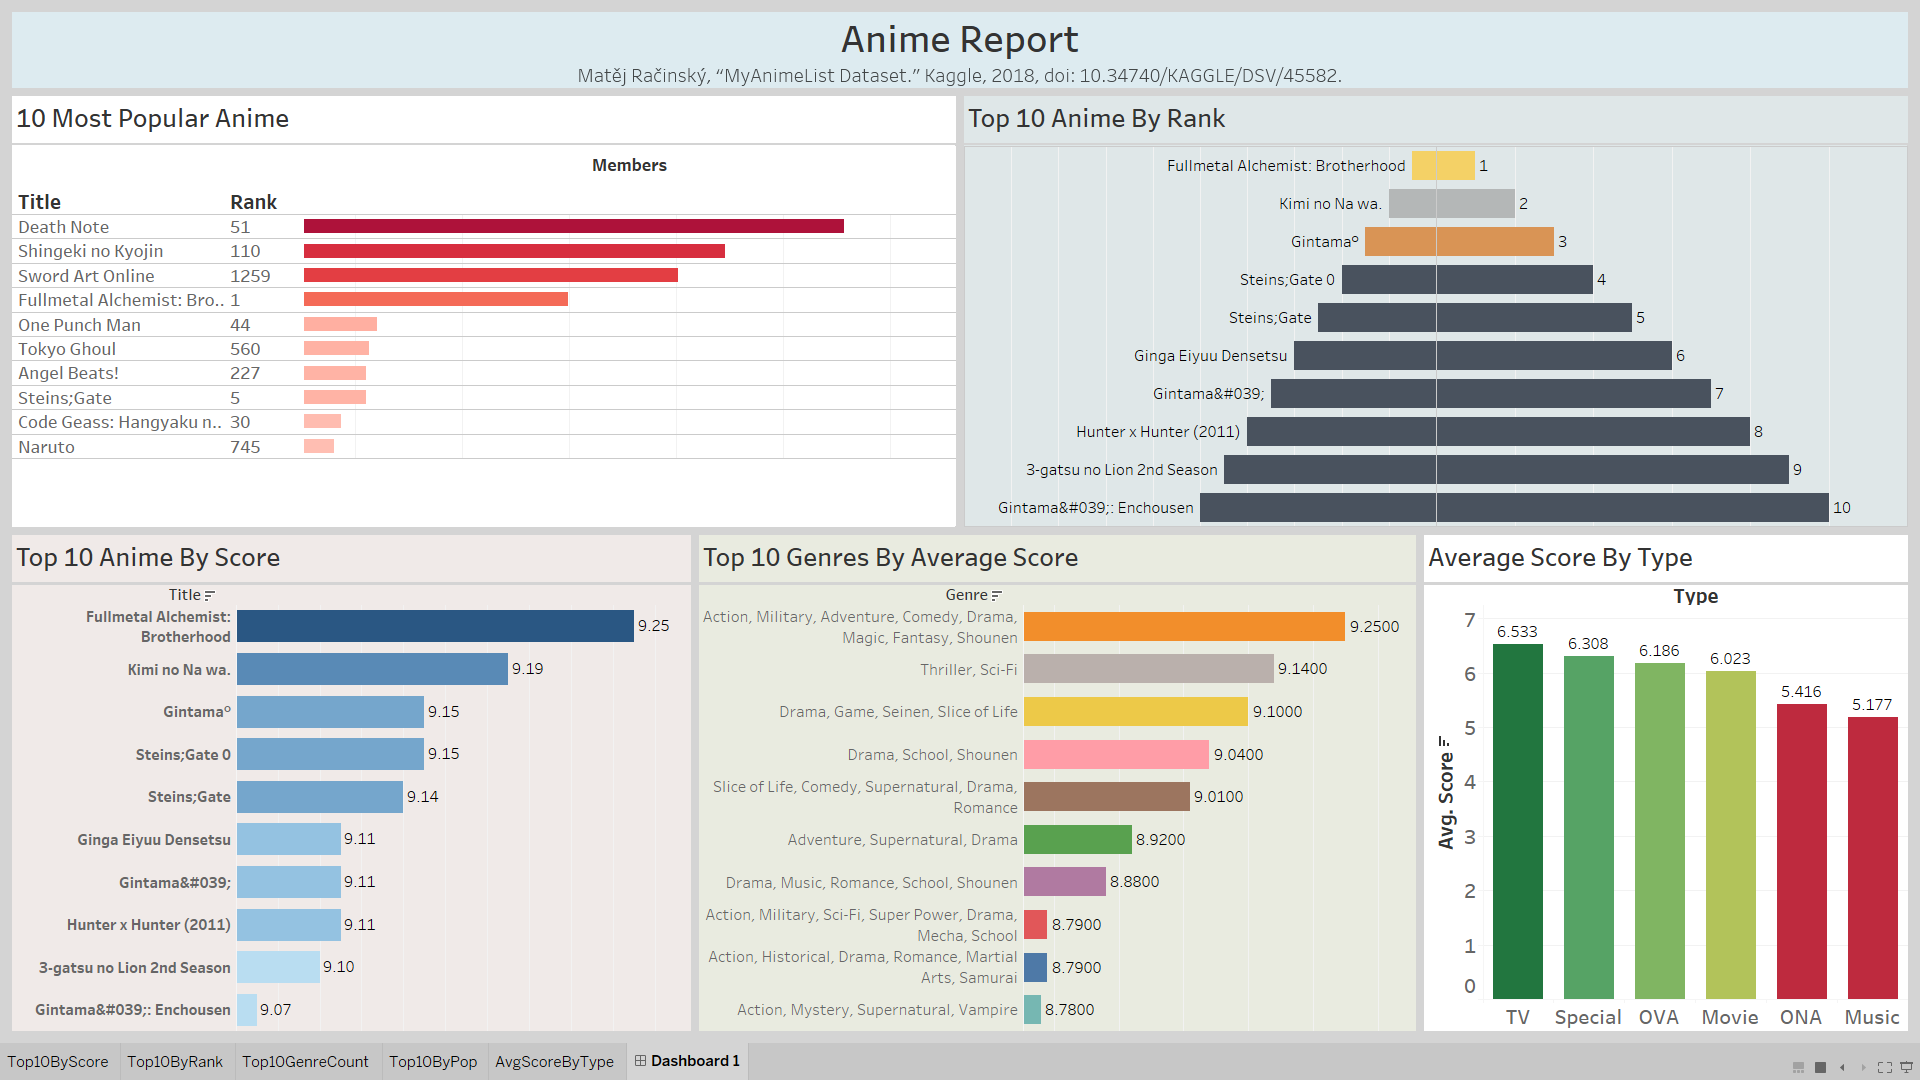 Anime Report
Matěj Račinský, “MyAnimeList Dataset.” Kaggle, 2018, doi: 10.34740/KAGGLE/DSV/45582.
10 Most Popular Anime
Members
Title Rank
Death Note 51
Shingeki no Kyojin 110
Sword Art Online 1259
Fullmetal Alchemist: Bro.. 1
One Punch Man 44
Tokyo Ghoul 560
Angel Beats! 227
Steins;Gate 5
Code Geass: Hangyaku n.. 30
Naruto 745
Top 10 Anime By Rank
Fullmetal Alchemist: Brotherhood 1
Kimi no Na wa. 2
Gintama° 3
Steins;Gate 0 4
Steins;Gate 5
Ginga Eiyuu Densetsu 6
Gintama&#039; 7
Hunter x Hunter (2011) 8
3-gatsu no Lion 2nd Season 9
Gintama&#039;: Enchousen 10
Top 10 Anime By Score
Title
Fullmetal Alchemist:
Brotherhood 9.25
Kimi no Na wa. 9.19
Gintama° 9.15
Steins;Gate 0 9.15
Steins;Gate 9.14
Ginga Eiyuu Densetsu 9.11
Gintama&#039; 9.11
Hunter x Hunter (2011) 9.11
3-gatsu no Lion 2nd Season 9.10
Gintama&#039;: Enchousen 9.07
Top 10 Genres By Average Score
Genre
Action, Military, Adventure, Comedy, Drama,
Magic, Fantasy, Shounen 9.2500
Thriller, Sci-Fi 9.1400
Drama, Game, Seinen, Slice of Life 9.1000
Drama, School, Shounen 9.0400
Slice of Life, Comedy, Supernatural, Drama,
Romance 9.0100
Adventure, Supernatural, Drama 8.9200
Drama, Music, Romance, School, Shounen 8.8800
Action, Military, Sci-Fi, Super Power, Drama,
Mecha, School 8.7900
Action, Historical, Drama, Romance, Martial
Arts, Samurai 8.7900
Action, Mystery, Supernatural, Vampire 8.7800
Average Score By Type
Type
Avg. Score
7
6
5
4
3
2
1
0
6.533 6.308 6.186 6.023 5.416 5.177
TV Special OVA Movie ONA Music
Top10ByScore Top10ByRank Top10GenreCount Top10ByPop AvgScoreByType Dashboard 1